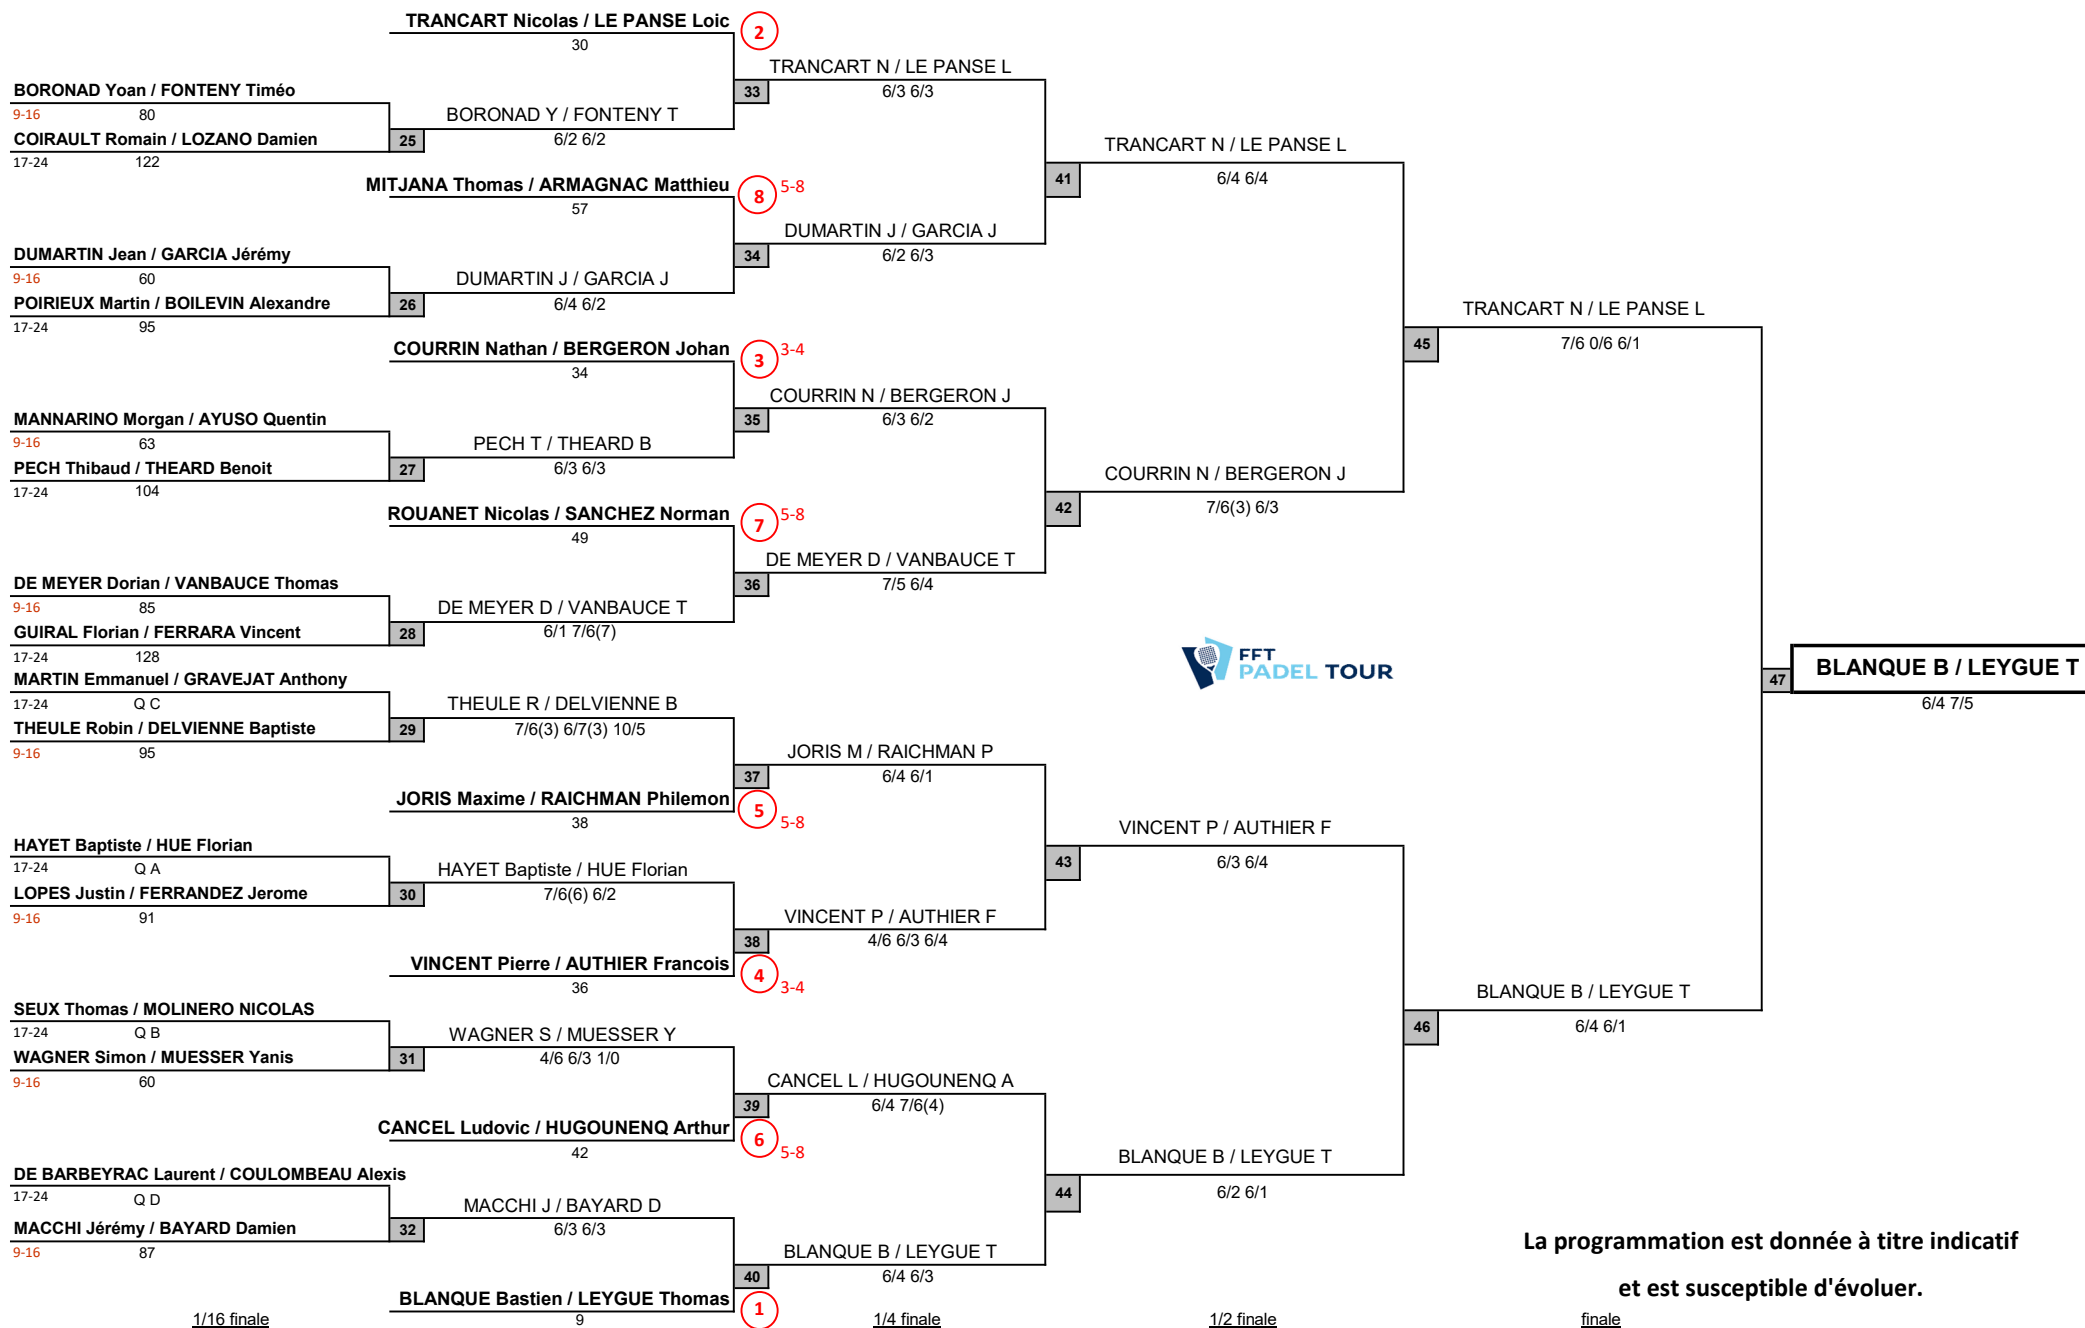 TRANCART Nicolas / LE PANSE Loic
2
30
TRANCART N / LE PANSE L
BORONAD Yoan / FONTENY Timéo
33
6/3 6/3
9-16
80
BORONAD Y / FONTENY T
COIRAULT Romain / LOZANO Damien
25
6/2 6/2
17-24
122
TRANCART N / LE PANSE L
MITJANA Thomas / ARMAGNAC Matthieu
8
5-8
41
6/4 6/4
57
DUMARTIN J / GARCIA J
DUMARTIN Jean / GARCIA Jérémy
34
6/2 6/3
9-16
60
DUMARTIN J / GARCIA J
POIRIEUX Martin / BOILEVIN Alexandre
26
6/4 6/2
17-24
95
TRANCART N / LE PANSE L
COURRIN Nathan / BERGERON Johan
3
3-4
45
7/6 0/6 6/1
34
COURRIN N / BERGERON J
MANNARINO Morgan / AYUSO Quentin
35
6/3 6/2
9-16
63
PECH T / THEARD B
PECH Thibaud / THEARD Benoit
27
6/3 6/3
17-24
104
COURRIN N / BERGERON J
ROUANET Nicolas / SANCHEZ Norman
7
5-8
42
7/6(3) 6/3
49
DE MEYER D / VANBAUCE T
DE MEYER Dorian / VANBAUCE Thomas
36
7/5 6/4
9-16
85
DE MEYER D / VANBAUCE T
GUIRAL Florian / FERRARA Vincent
28
6/1 7/6(7)
17-24
128
FFT
PADEL TOUR
BLANQUE B / LEYGUE T
47
6/4 7/5
MARTIN Emmanuel / GRAVEJAT Anthony
17-24
Q C
THEULE R / DELVIENNE B
THEULE Robin / DELVIENNE Baptiste
29
7/6(3) 6/7(3) 10/5
9-16
95
JORIS M / RAICHMAN P
37
6/4 6/1
JORIS Maxime / RAICHMAN Philemon
5
5-8
38
VINCENT P / AUTHIER F
HAYET Baptiste / HUE Florian
43
6/3 6/4
17-24
Q A
HAYET Baptiste / HUE Florian
LOPES Justin / FERRANDEZ Jerome
30
7/6(6) 6/2
9-16
91
VINCENT P / AUTHIER F
38
4/6 6/3 6/4
VINCENT Pierre / AUTHIER Francois
4
3-4
36
BLANQUE B / LEYGUE T
SEUX Thomas / MOLINERO NICOLAS
46
6/4 6/1
17-24
Q B
WAGNER S / MUESSER Y
WAGNER Simon / MUESSER Yanis
31
4/6 6/3 1/0
9-16
60
CANCEL L / HUGOUNENQ A
39
6/4 7/6(4)
CANCEL Ludovic / HUGOUNENQ Arthur
6
5-8
42
BLANQUE B / LEYGUE T
DE BARBEYRAC Laurent / COULOMBEAU Alexis
44
6/2 6/1
17-24
Q D
MACCHI J / BAYARD D
MACCHI Jérémy / BAYARD Damien
32
6/3 6/3
9-16
87
BLANQUE B / LEYGUE T
40
6/4 6/3
BLANQUE Bastien / LEYGUE Thomas
1
9
La programmation est donnée à titre indicatif
et est susceptible d'évoluer.
1/16 finale
1/4 finale
1/2 finale
finale